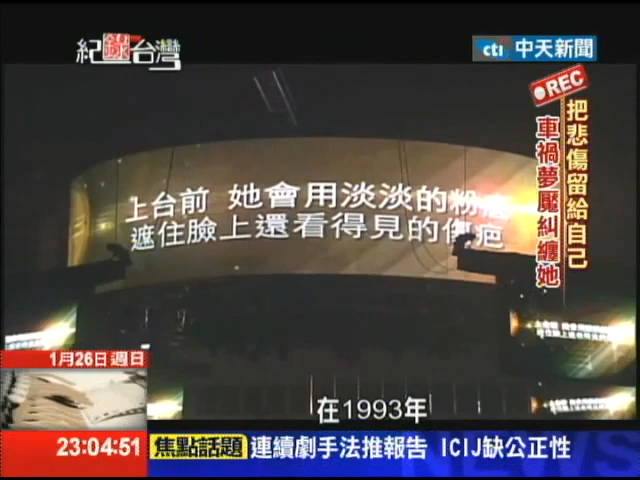 紀錄台灣
cti 中天新聞
REC
把悲傷留給自己
車禍夢魘糾纏她
上台前 她會用淡淡的粉底
遮住臉上還看得見的傷疤
1月26日週日
在1993年
23:04:51
焦點話題 連續劇手法推報告 ICIJ缺公正性
NEWS